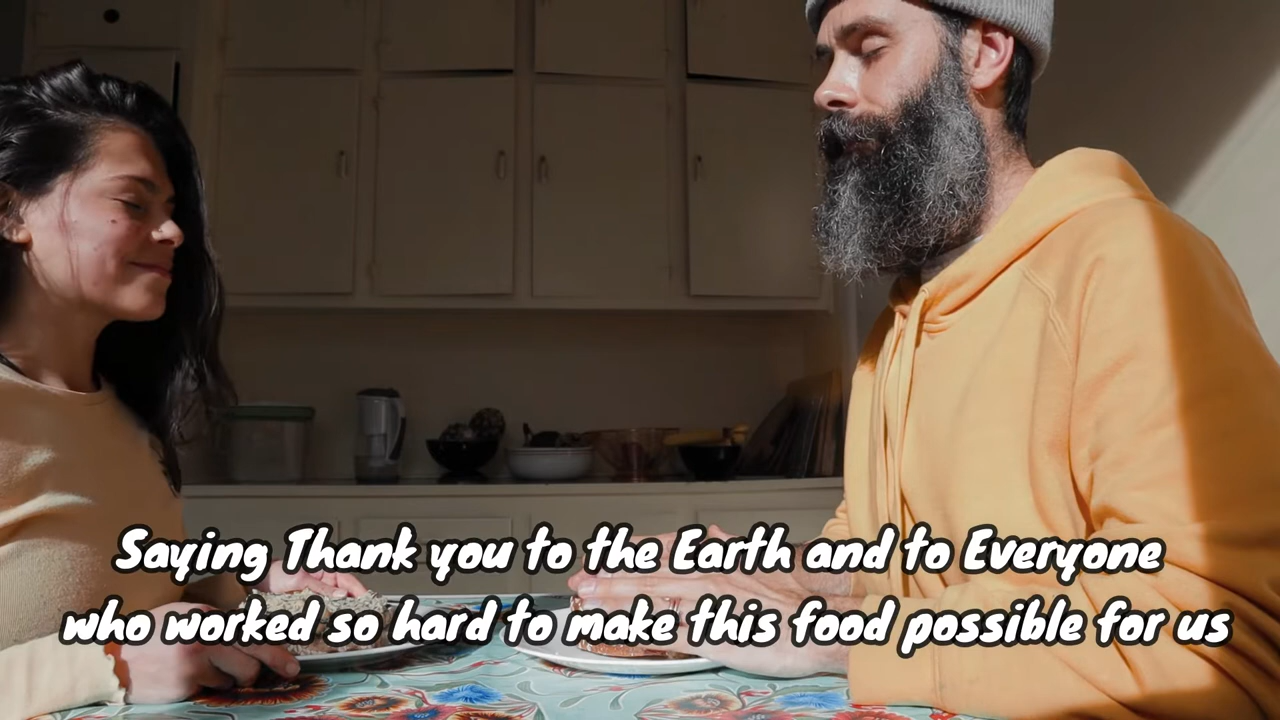 Saying Thank you to the Earth and to Everyone
who worked so hard to make this food possible for us